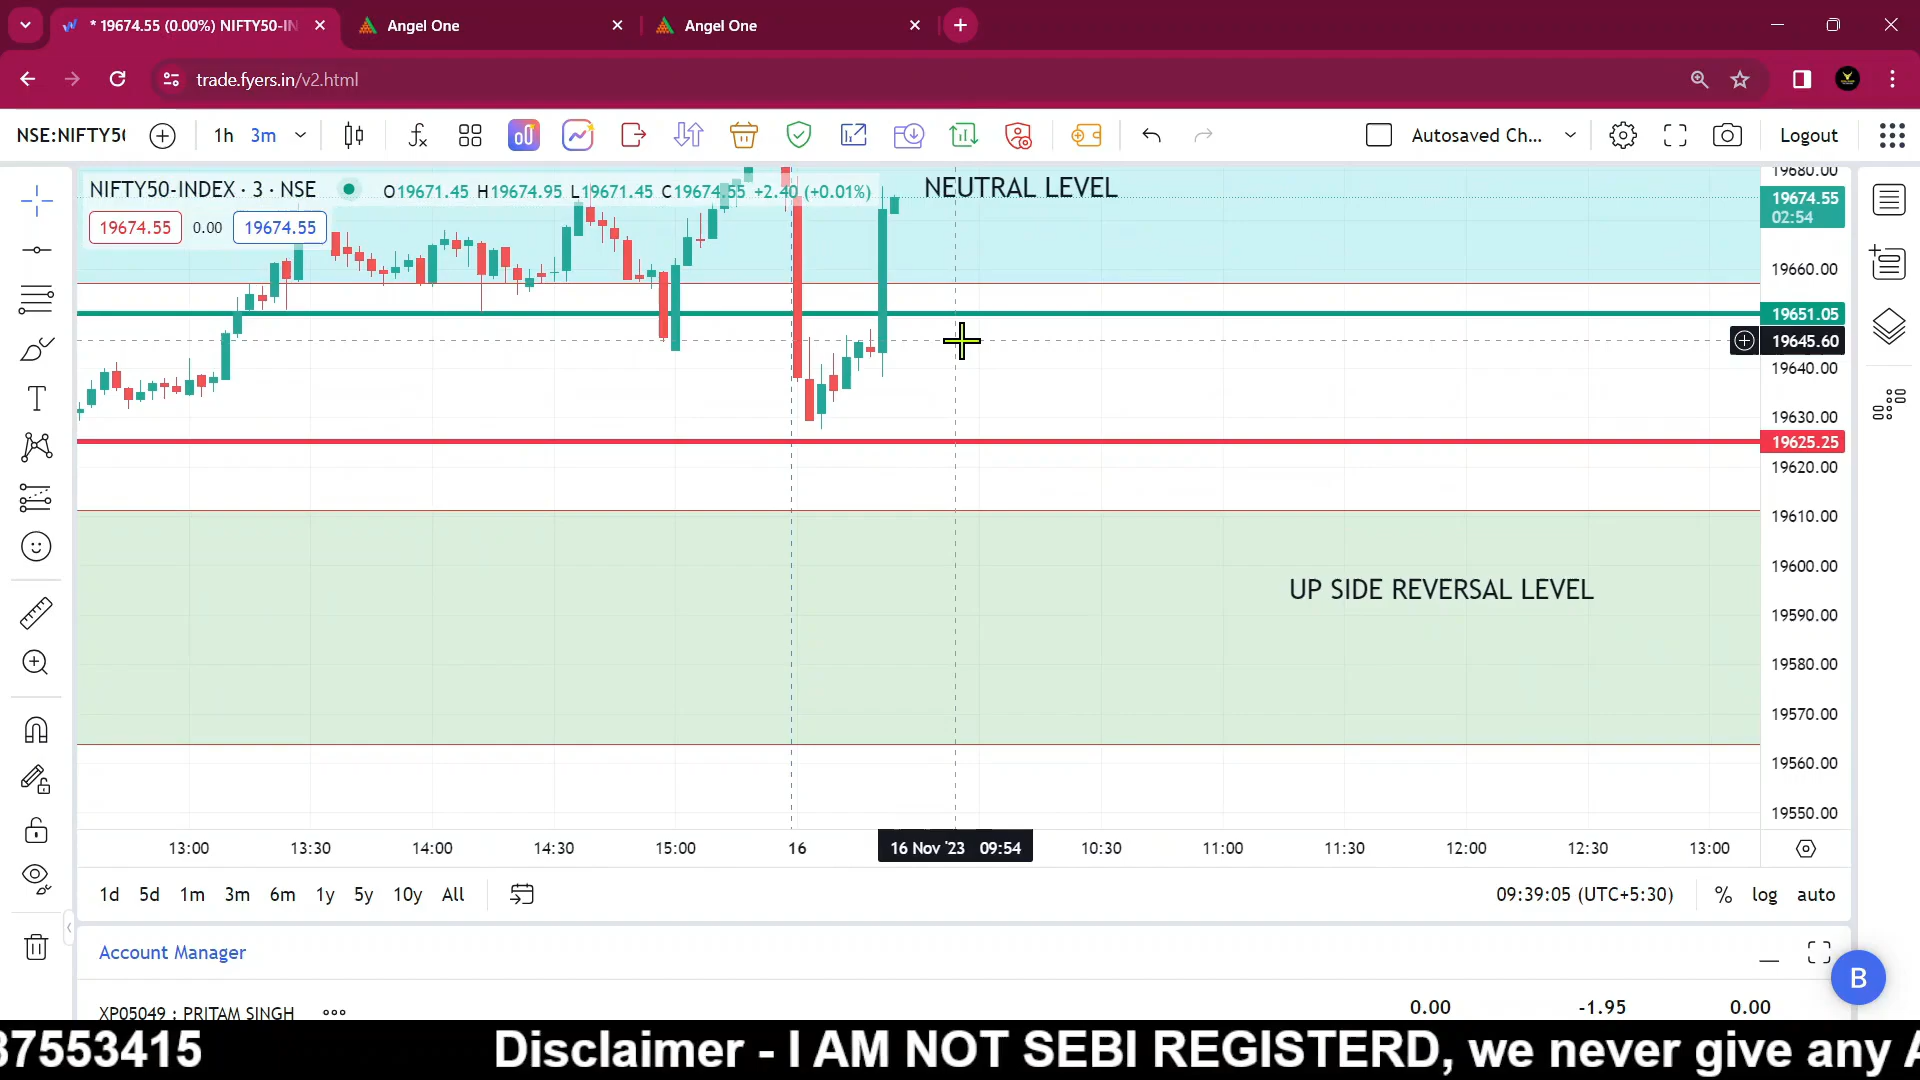 * 19674.55 (0.00%) NIFTY50-IN
Angel One
Angel One
trade.fyers.in/v2.html
NSE:NIFTY50
1h 3m
Autosaved Ch...
Logout
NIFTY50-INDEX · 3 · NSE
O19671.45 H19674.95 L19671.45 C19674.55 +2.40 (+0.01%)
NEUTRAL LEVEL
19674.55 0.00 19674.55
19680.00
19674.55
02:54
19660.00
19651.05
19645.60
19640.00
19630.00
19625.25
19620.00
19610.00
19600.00
UP SIDE REVERSAL LEVEL
19590.00
19580.00
19570.00
19560.00
19550.00
13:00 13:30 14:00 14:30 15:00 16 16 Nov '23 09:54 10:30 11:00 11:30 12:00 12:30 13:00
1d 5d 1m 3m 6m 1y 5y 10y All
09:39:05 (UTC+5:30) % log auto
Account Manager
B
XP05049 : PRITAM SINGH
0.00 -1.95 0.00
37553415 Disclaimer - I AM NOT SEBI REGISTERD, we never give any A